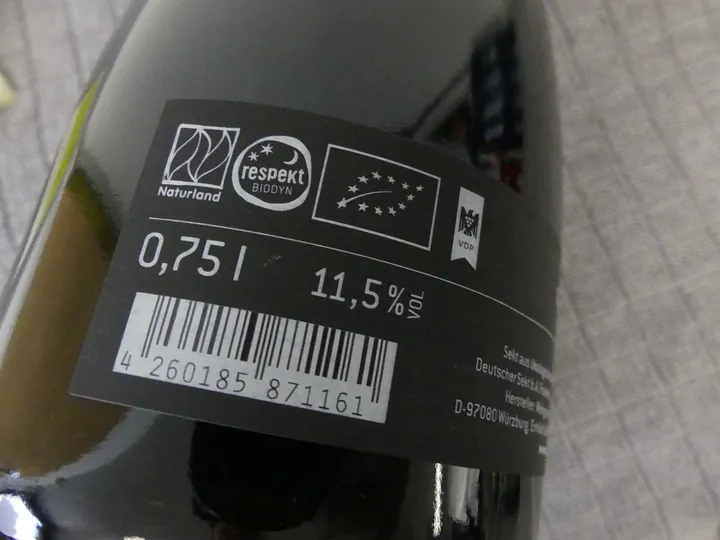 Naturland
respekt
BIODYN
VDP
0,75 l
11,5% VOL
4 260185 871161
Sekt aus
Deutscher Sekt b.A.
Hersteller:
D-97080 Würzburg,